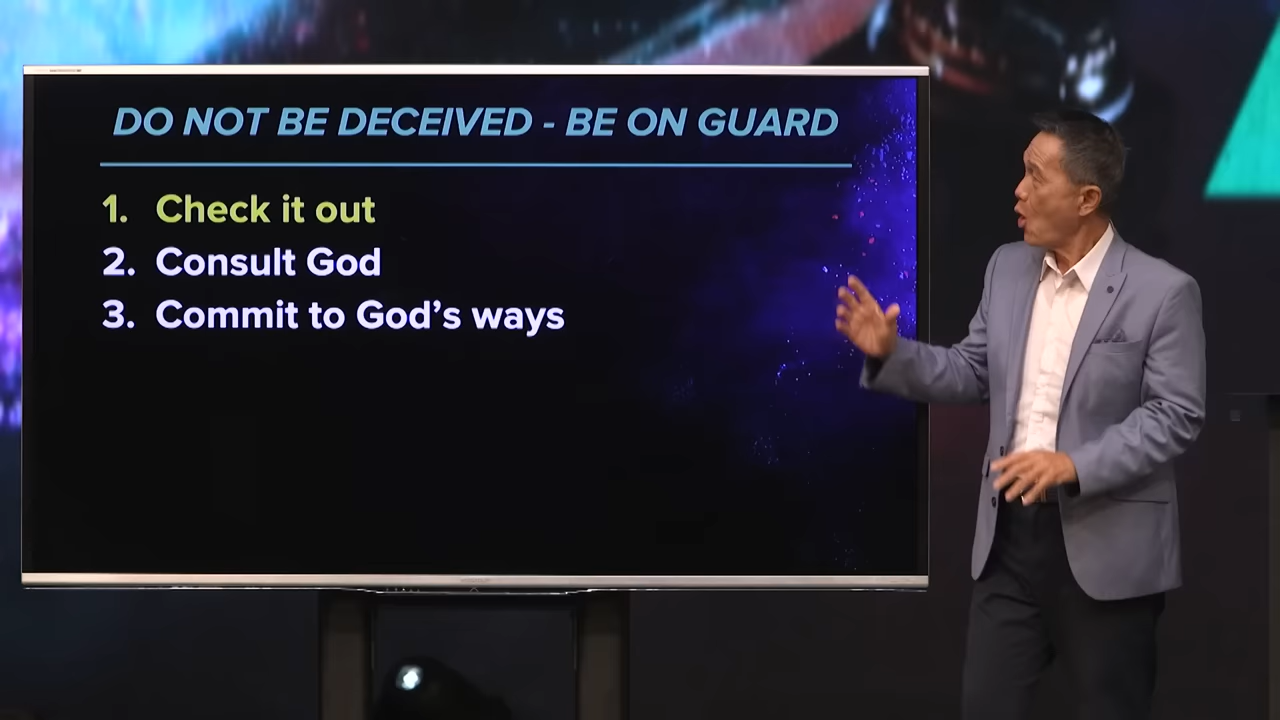 DO NOT BE DECEIVED - BE ON GUARD
1. Check it out
2. Consult God
3. Commit to God’s ways